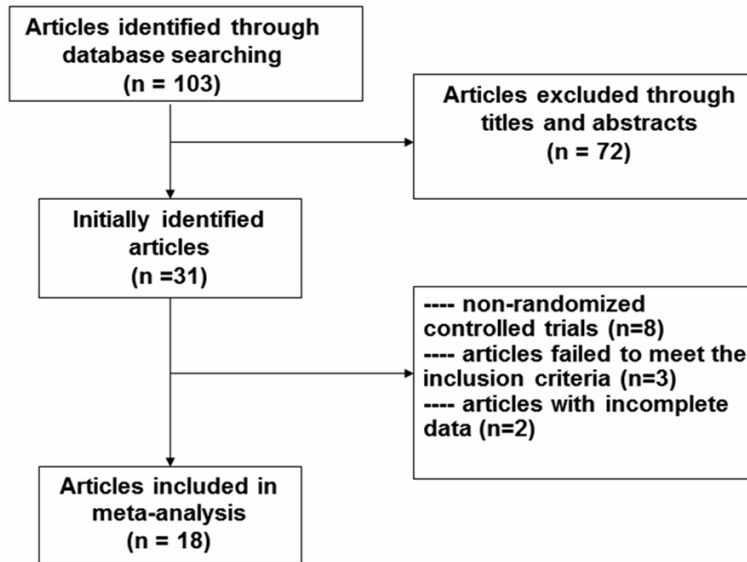 Articles identified through
database searching
(n = 103)
Articles excluded through
titles and abstracts
(n = 72)
Initially identified
articles
(n =31)
---- non-randomized
controlled trials (n=8)
---- articles failed to meet the
inclusion criteria (n=3)
---- articles with incomplete
data (n=2)
Articles included in
meta-analysis
(n = 18)